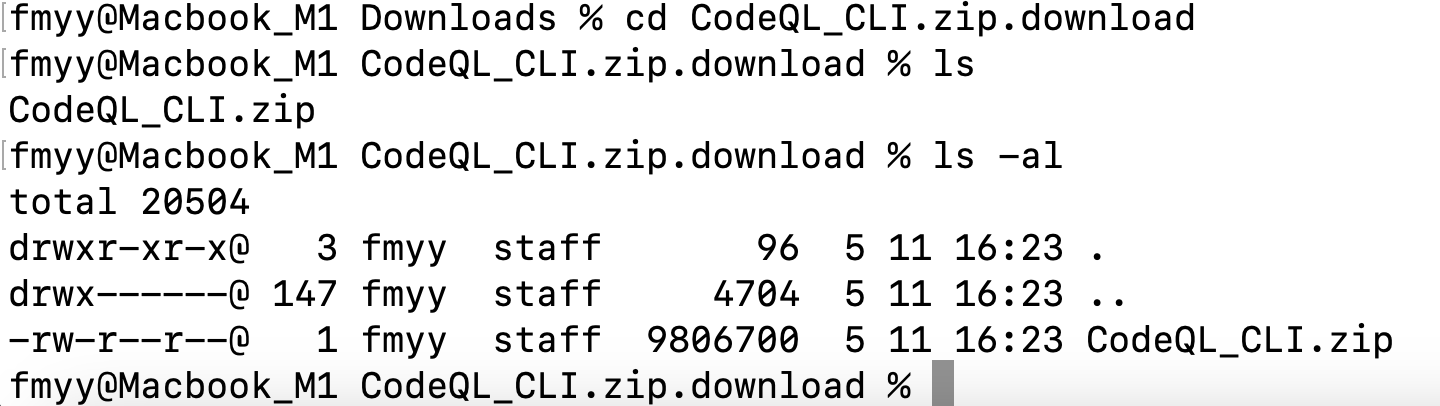 [fmyy@Macbook_M1 Downloads % cd CodeQL_CLI.zip.download
[fmyy@Macbook_M1 CodeQL_CLI.zip.download % ls
CodeQL_CLI.zip
[fmyy@Macbook_M1 CodeQL_CLI.zip.download % ls -al
total 20504
drwxr-xr-x@   3 fmyy  staff       96  5 11 16:23 .
drwx------@ 147 fmyy  staff     4704  5 11 16:23 ..
-rw-r--r--@   1 fmyy  staff  9806700  5 11 16:23 CodeQL_CLI.zip
fmyy@Macbook_M1 CodeQL_CLI.zip.download %